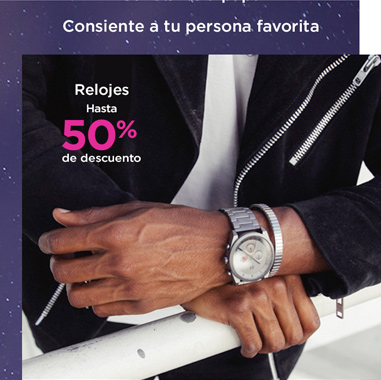 Consiente a tu persona favorita
Relojes
Hasta
50%
de descuento